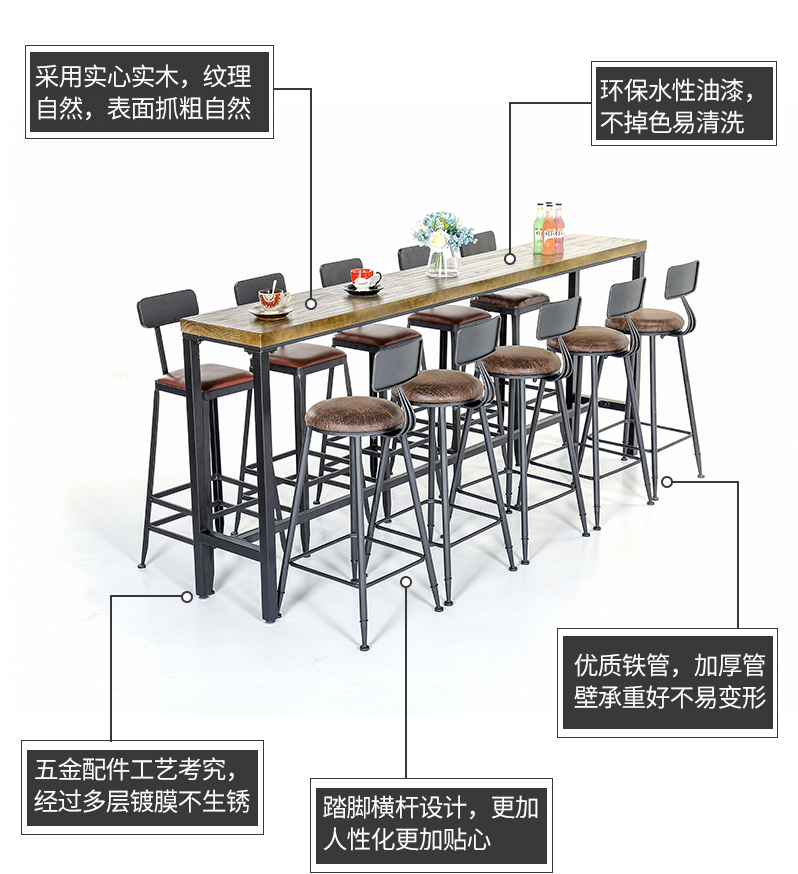 采用实心实木，纹理
自然，表面抓粗自然
环保水性油漆，
不掉色易清洗
优质铁管，加厚管
壁承重好不易变形
五金配件工艺考究，
经过多层镀膜不生锈
踏脚横杆设计，更加
人性化更加贴心